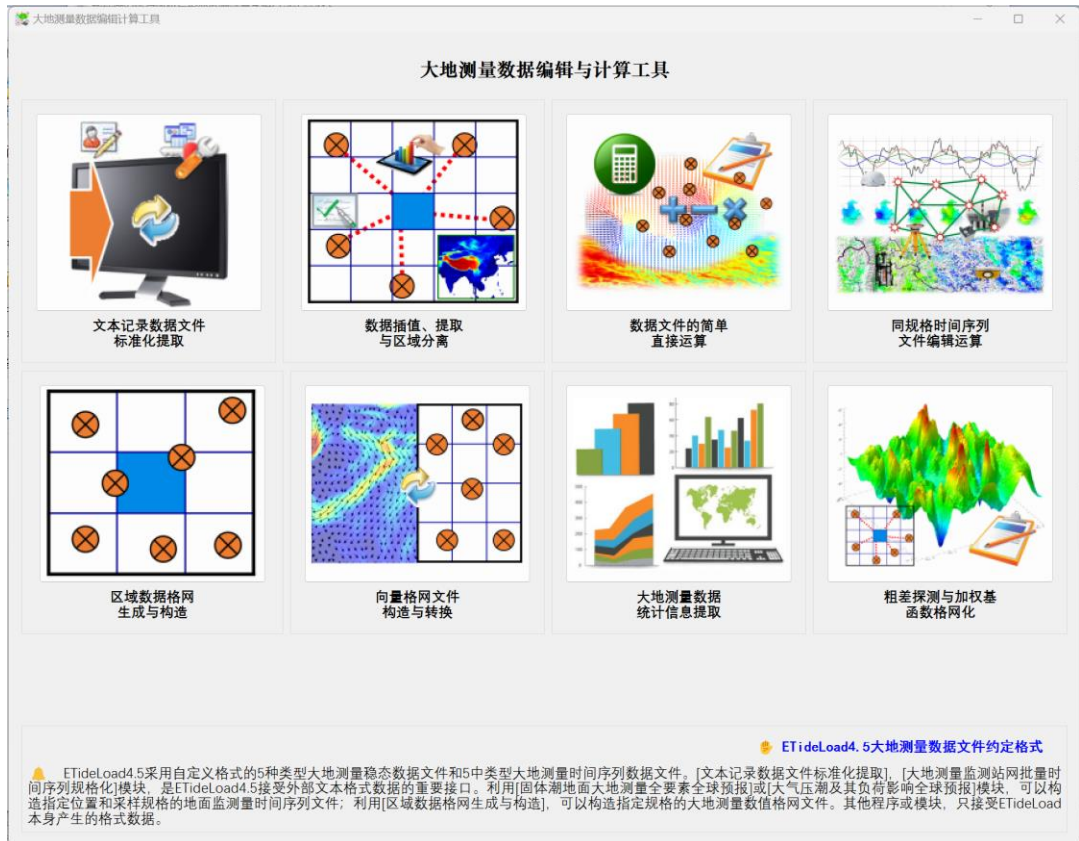 大地测量数据编辑计算工具
大地测量数据编辑与计算工具
文本记录数据文件
标准化提取
数据插值、提取
与区域分离
数据文件的简单
直接运算
同规格时间序列
文件编辑运算
区域数据格网
生成与构造
向量格网文件
构造与转换
大地测量数据
统计信息提取
粗差探测与加权基
函数格网化
ETideLoad4.5大地测量数据文件约定格式
ETideLoad4.5采用自定义格式的5种类型大地测量稳态数据文件和5中类型大地测量时间序列数据文件。[文本记录数据文件标准化提取]，[大地测量监测站网批量时
间序列规格化]模块，是ETideLoad4.5接受外部文本格式数据的重要接口。利用[固体潮地面大地测量全要素全球预报]或[大气压潮及其负荷影响全球预报]模块，可以构
造指定位置和采样规格的地面监测量时间序列文件；利用[区域数据格网生成与构造]，可以构造指定规格的大地测量数值格网文件。其他程序或模块，只接受ETideLoad
本身产生的格式数据。